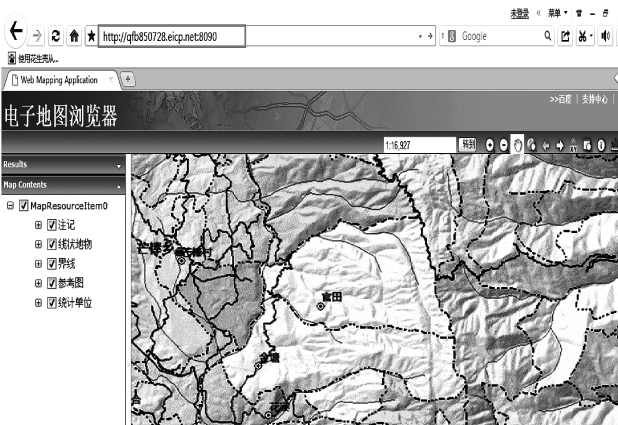 未登录 « 菜单
http://qfb850728.eicp.net:8090
Google
使用花生壳从...
Web Mapping Application
>>百度 | 支持中心 |
电子地图浏览器
1:16,927 转到
Results
Map Contents
MapResourceItem0
注记
线状地物
界线
参考图
统计单位
官田